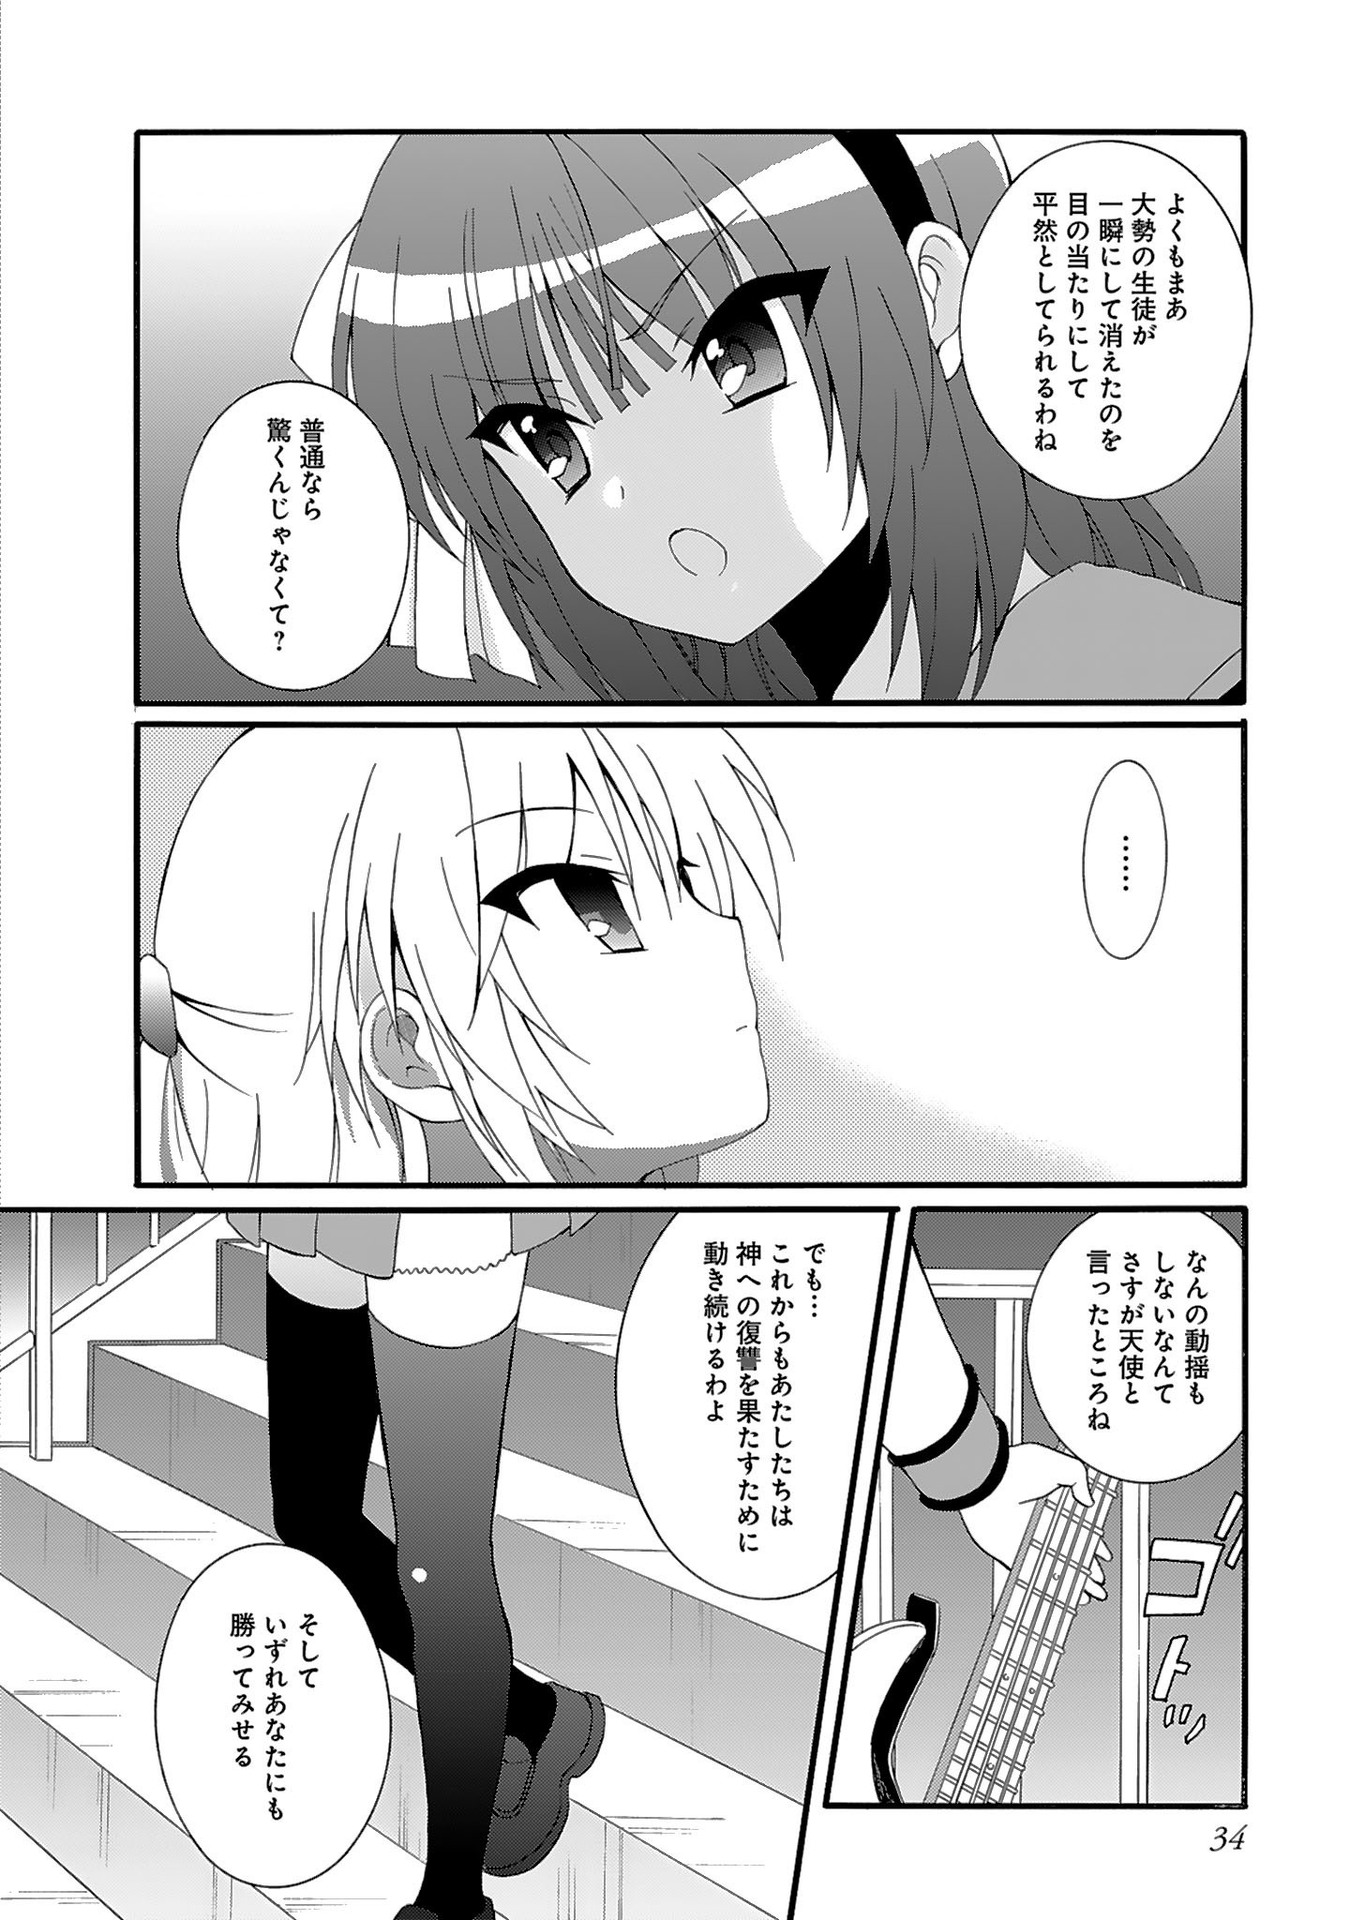 よくもまあ
大勢の生徒が
一瞬にして消えたのを
目の当たりにして
平然としてられるわね
普通なら
驚くんじゃなくて？
……
なんの動揺も
しないなんて
さすが天使と
言ったところね
ゴトッ
でも…
これからもあたしたちは
神への復讐を果たすために
動き続けるわよ
そして
いずれあなたにも
勝ってみせる
34